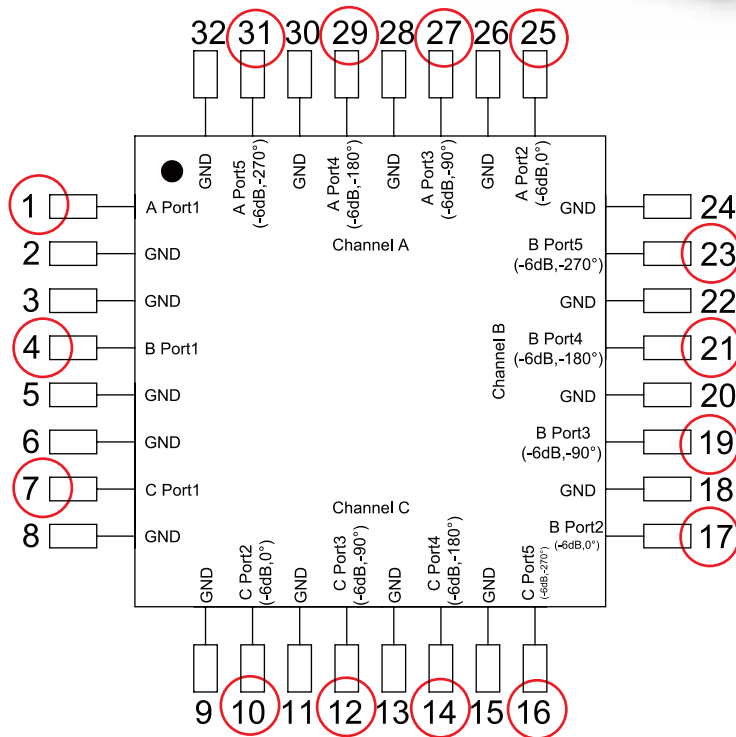 32 31 30 29 28 27 26 25
GND
A Port5
(-6dB,-270°)
GND
A Port4
(-6dB,-180°)
GND
A Port3
(-6dB,-90°)
GND
A Port2
(-6dB,0°)
Channel A
1 A Port1
2 GND
3 GND
4 B Port1
5 GND
6 GND
7 C Port1
8 GND
GND 24
B Port5 23
(-6dB,-270°)
GND 22
B Port4 21
(-6dB,-180°)
GND 20
B Port3 19
(-6dB,-90°)
GND 18
B Port2 17
(-6dB,0°)
Channel B
Channel C
GND
C Port2
(-6dB,0°)
GND
C Port3
(-6dB,-90°)
GND
C Port4
(-6dB,-180°)
GND
C Port5
(-6dB,-270°)
9 10 11 12 13 14 15 16